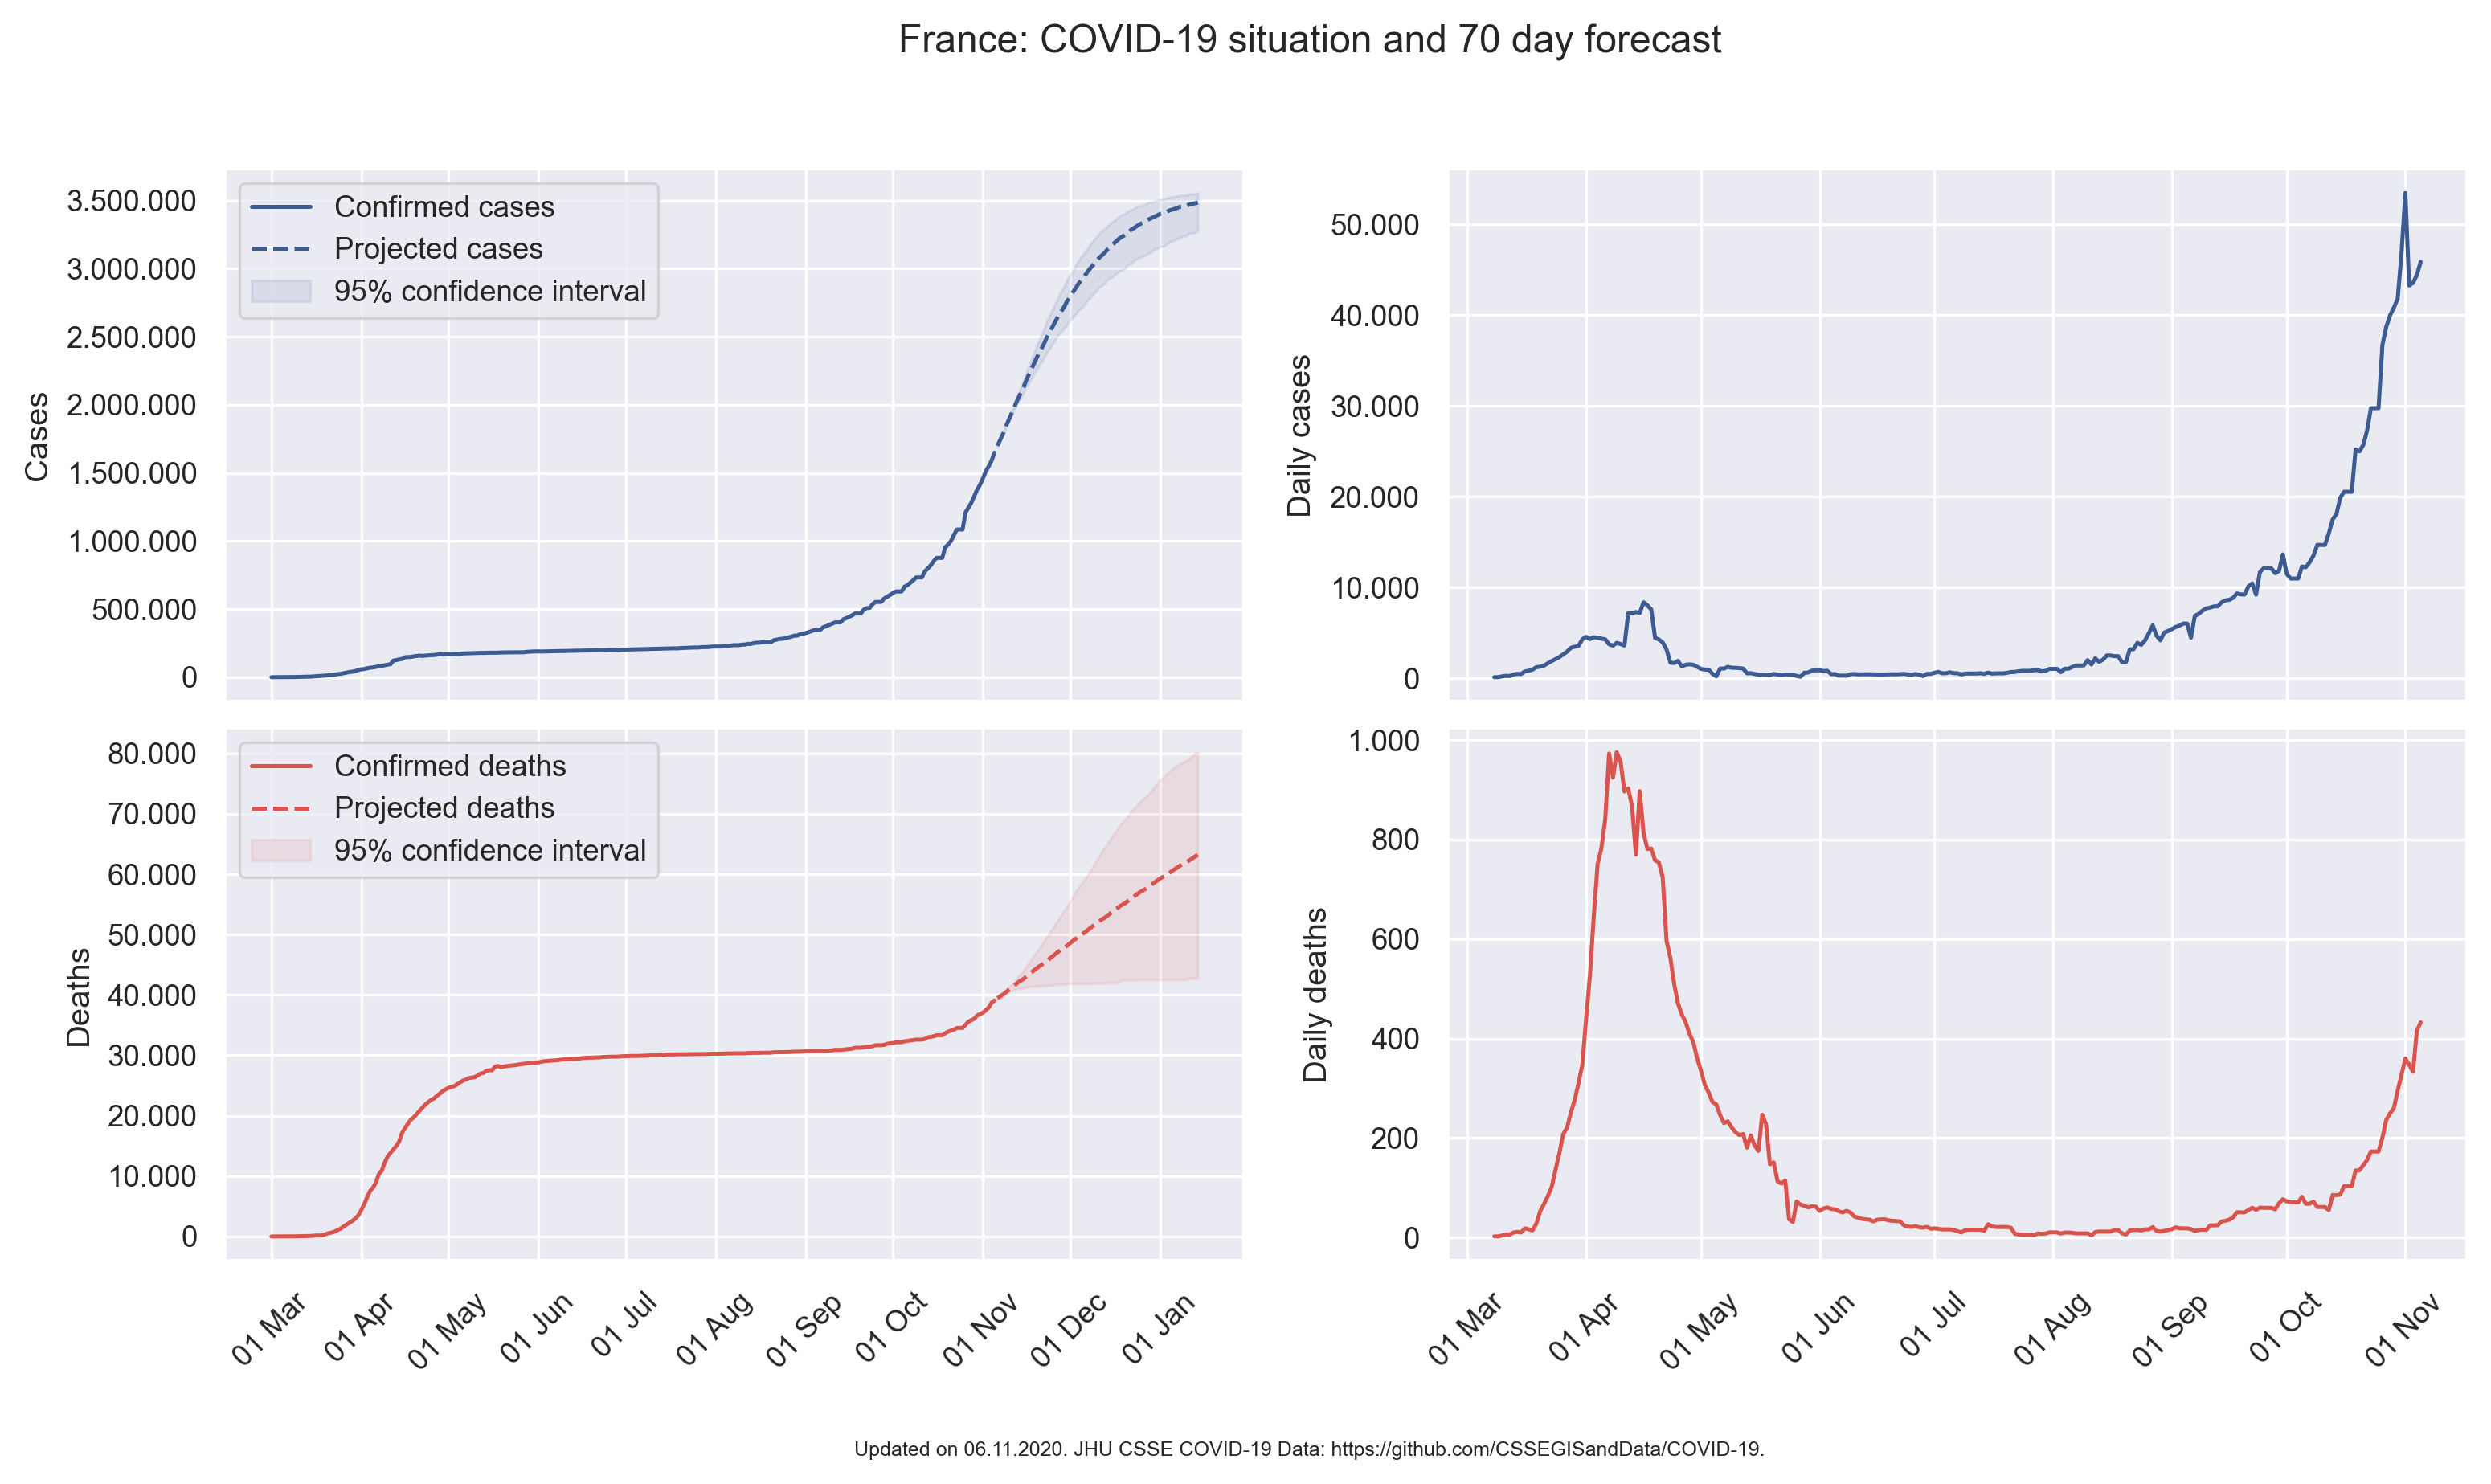 France: COVID-19 situation and 70 day forecast
Cases
3.500.000
3.000.000
2.500.000
2.000.000
1.500.000
1.000.000
500.000
0
Confirmed cases
Projected cases
95% confidence interval
Daily cases
50.000
40.000
30.000
20.000
10.000
0
Deaths
80.000
70.000
60.000
50.000
40.000
30.000
20.000
10.000
0
Confirmed deaths
Projected deaths
95% confidence interval
01 Mar
01 Apr
01 May
01 Jun
01 Jul
01 Aug
01 Sep
01 Oct
01 Nov
01 Dec
01 Jan
Daily deaths
1.000
800
600
400
200
0
01 Mar
01 Apr
01 May
01 Jun
01 Jul
01 Aug
01 Sep
01 Oct
01 Nov
Updated on 06.11.2020. JHU CSSE COVID-19 Data: https://github.com/CSSEGISandData/COVID-19.